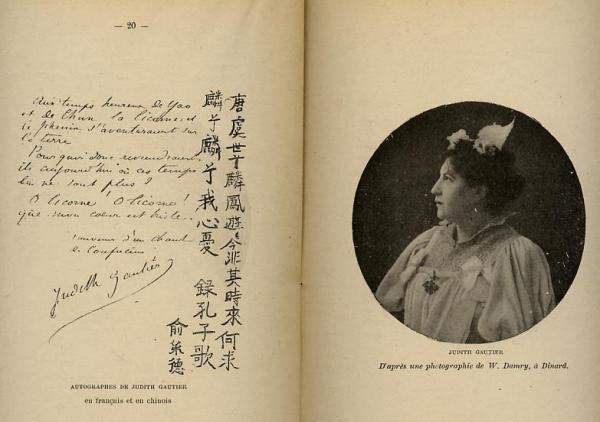 — 20 —
Aux temps heureux de Yao
et de Chun la licorne et
le phénix s'aventuraient sur
la terre
Pourquoi donc reviendraient
ils aujourd'hui où ces temps
là ne sont plus ?
O licorne ! O licorne !
que mon coeur est triste.
souvenir d'un chant
de Confucius
Judith Gautier
唐虞世麟鳳遊今非其時來何求
麟兮麟兮我心憂 錄孔子歌
俞第德
AUTOGRAPHES DE JUDITH GAUTIER
en français et en chinois
JUDITH GAUTIER
D'après une photographie de W. Damry, à Dinard.